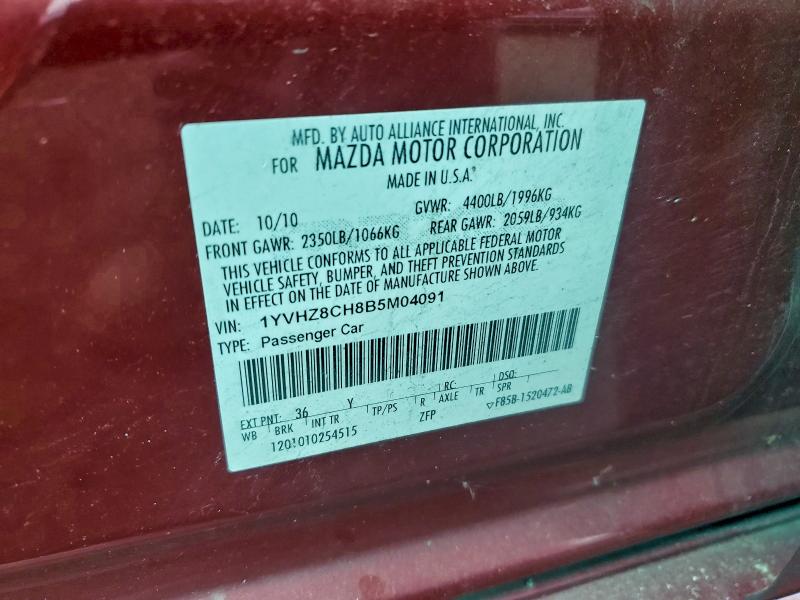 MFD. BY AUTO ALLIANCE INTERNATIONAL, INC.
FOR MAZDA MOTOR CORPORATION
MADE IN U.S.A.
DATE: 10/10 GVWR: 4400LB/1996KG
FRONT GAWR: 2350LB/1066KG REAR GAWR: 2059LB/934KG
THIS VEHICLE CONFORMS TO ALL APPLICABLE FEDERAL MOTOR
VEHICLE SAFETY, BUMPER, AND THEFT PREVENTION STANDARDS
IN EFFECT ON THE DATE OF MANUFACTURE SHOWN ABOVE.
VIN: 1YVHZ8CH8B5M04091
TYPE: Passenger Car
EXT PNT: 36 Y RC: DSO:
WB BRK INT TR TP/PS R AXLE TR SPR
1201010254515 ZFP F85B-1520472-AB